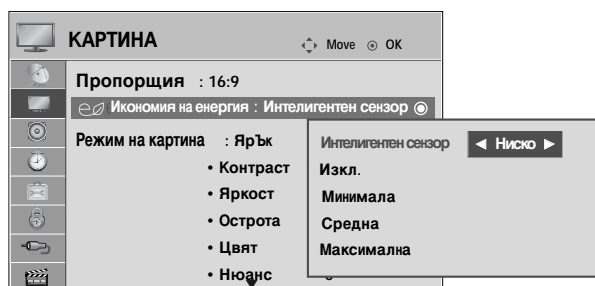 КАРТИНА
Move OK
Пропорция : 16:9
Икономия на енергия : Интелигентен сензор
Режим на картина : ЯрЪк
• Контраст
• Яркост
• Острота
• Цвят
• Нюанс
Интелигентен сензор ◄ Ниско ►
Изкл.
Минимала
Средна
Максимална